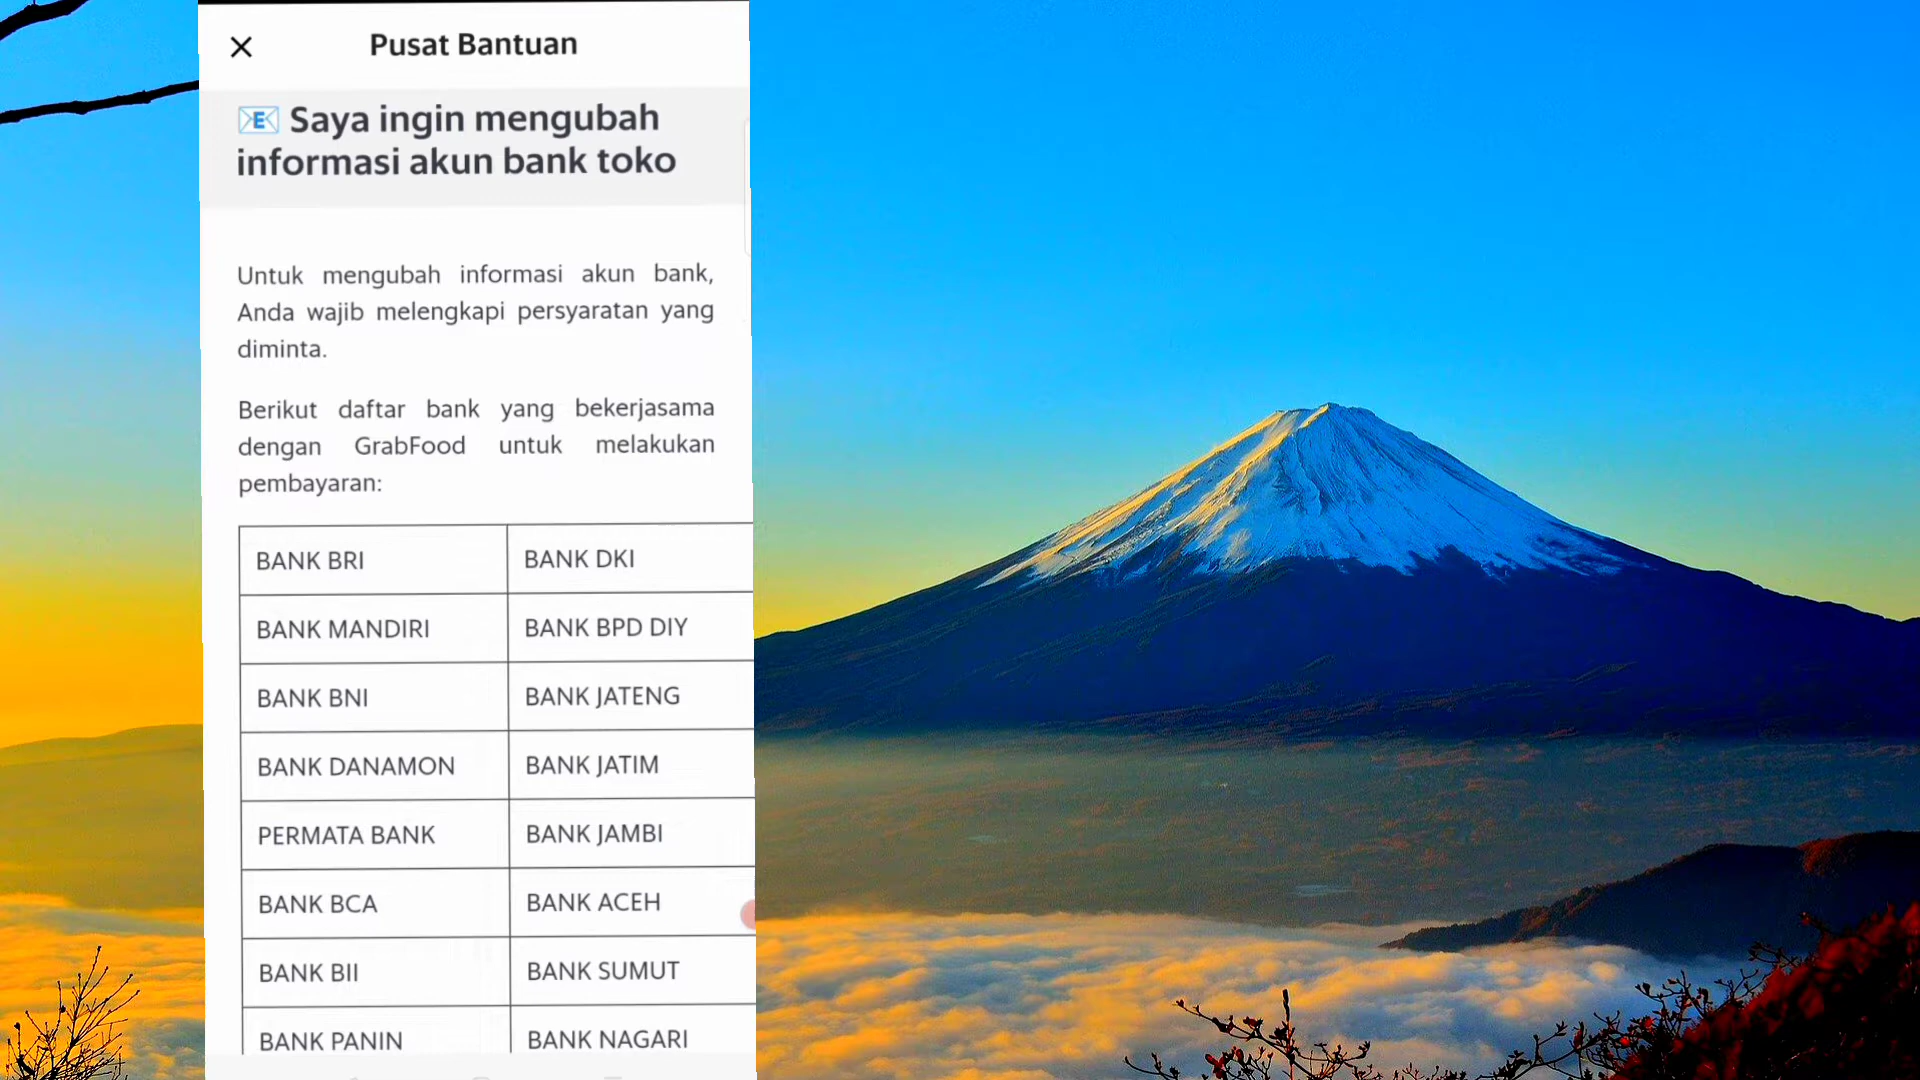 Pusat Bantuan
📧 Saya ingin mengubah
informasi akun bank toko
Untuk mengubah informasi akun bank,
Anda wajib melengkapi persyaratan yang
diminta.
Berikut daftar bank yang bekerjasama
dengan GrabFood untuk melakukan
pembayaran:
BANK BRI BANK DKI
BANK MANDIRI BANK BPD DIY
BANK BNI BANK JATENG
BANK DANAMON BANK JATIM
PERMATA BANK BANK JAMBI
BANK BCA BANK ACEH
BANK BII BANK SUMUT
BANK PANIN BANK NAGARI